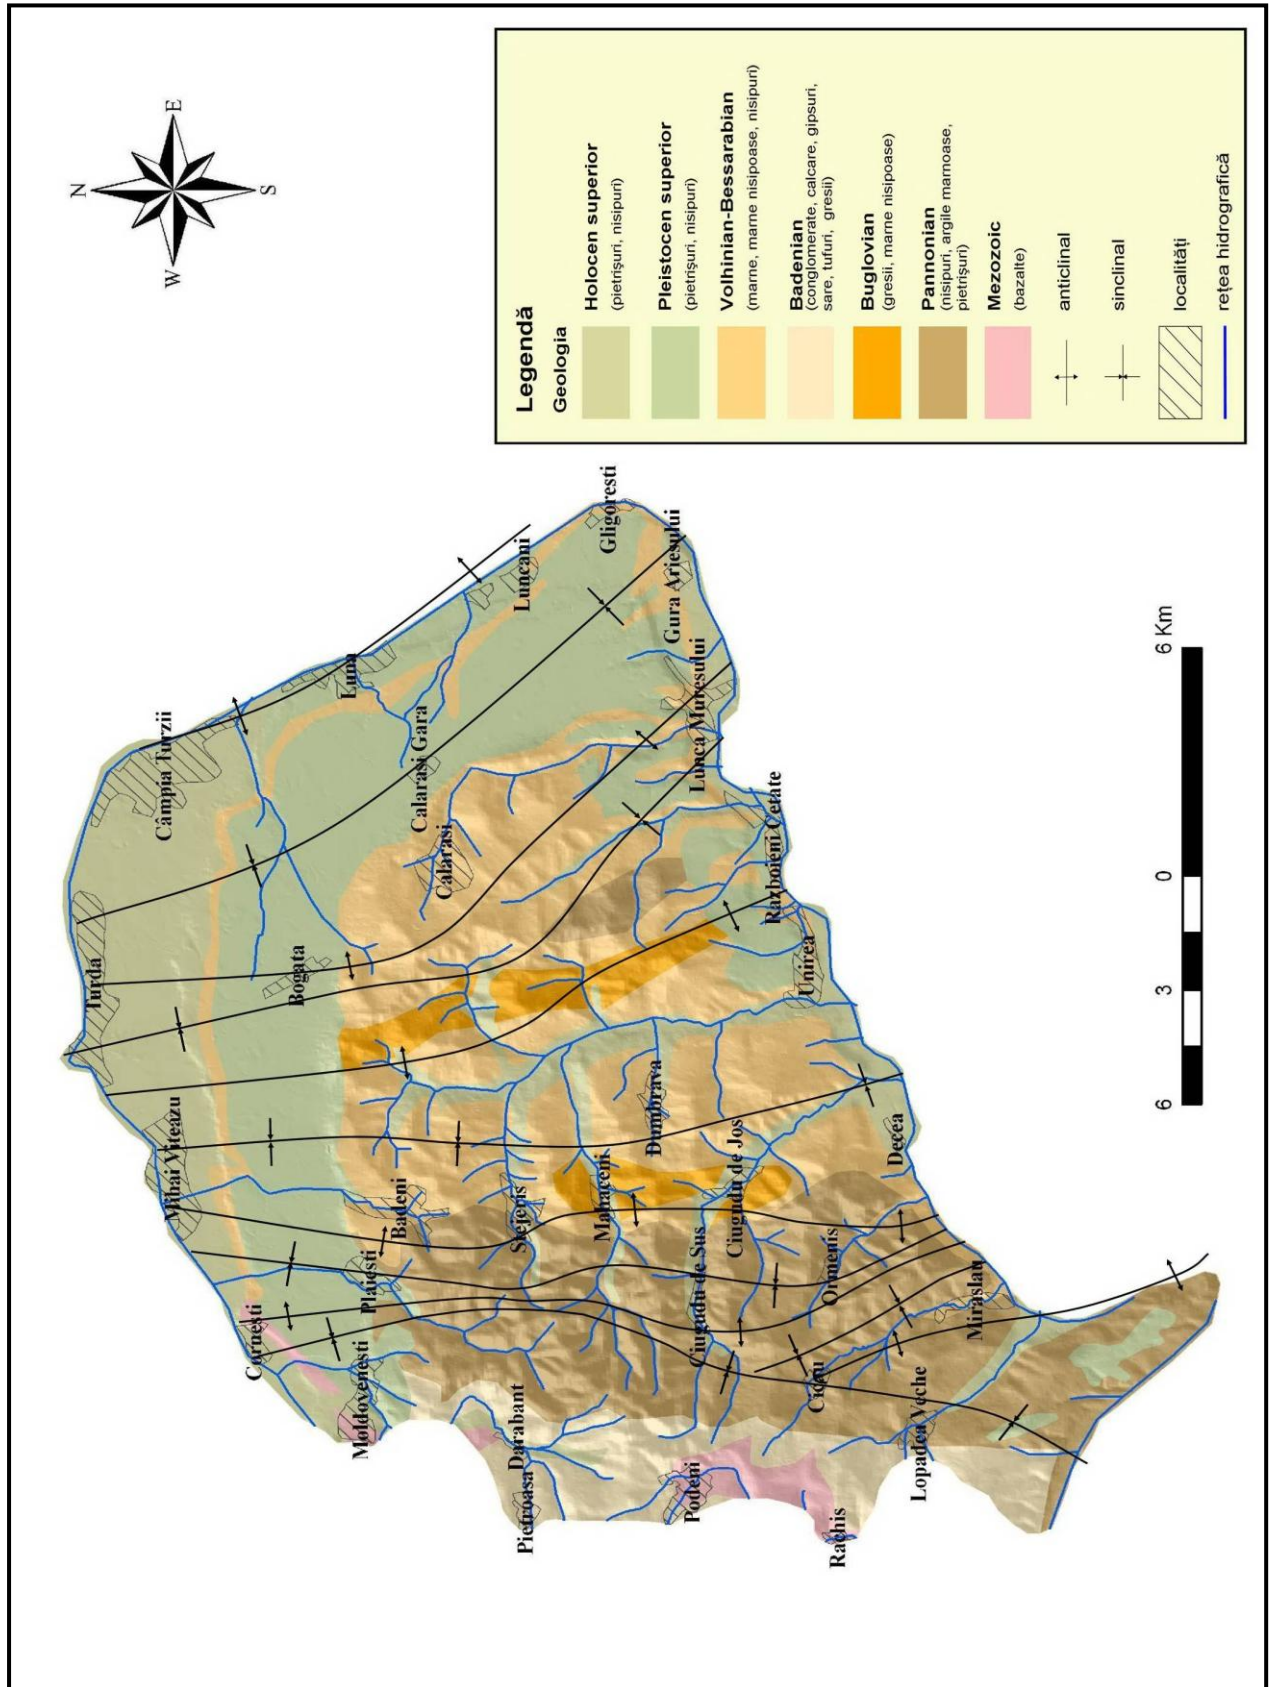 N
W
E
S
Legendă
Geologia
Holocen superior
(pietrişuri, nisipuri)
Pleistocen superior
(pietrişuri, nisipuri)
Volhinian-Bessarabian
(marne, marne nisipoase, nisipuri)
Badenian
(conglomerate, calcare, gipsuri,
sare, tufuri, gresii)
Buglovian
(gresii, marne nisipoase)
Pannonian
(nisipuri, argile marnoase,
pietrişuri)
Mezozoic
(bazalte)
anticlinal
sinclinal
localităţi
reţea hidrografică
Turda
Câmpia Turzii
Mihai Viteazu
Cornesti
Moldovenesti
Plaiesti
Badeni
Bogata
Luna
Calarasi Gara
Calarasi
Luncani
Gligoresti
Gura Ariesului
Lunca Muresului
Razboieni Cetate
Unirea
Dumbrava
Decea
Stejeris
Mahaceni
Ciugudu de Jos
Ciugudu de Sus
Ormenis
Miraslau
Cicau
Lopadea Veche
Darabant
Pietroasa
Podeni
Rachis
6
3
0
6 Km